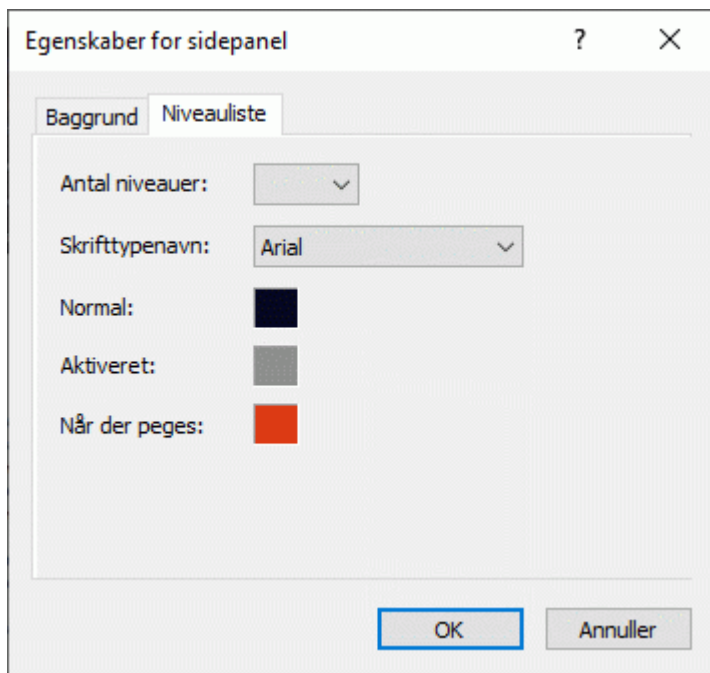 Egenskaber for sidepanel
Baggrund Niveauliste
Antal niveauer:
Skrifttypenavn: Arial
Normal:
Aktiveret:
Når der peges:
OK Annuller